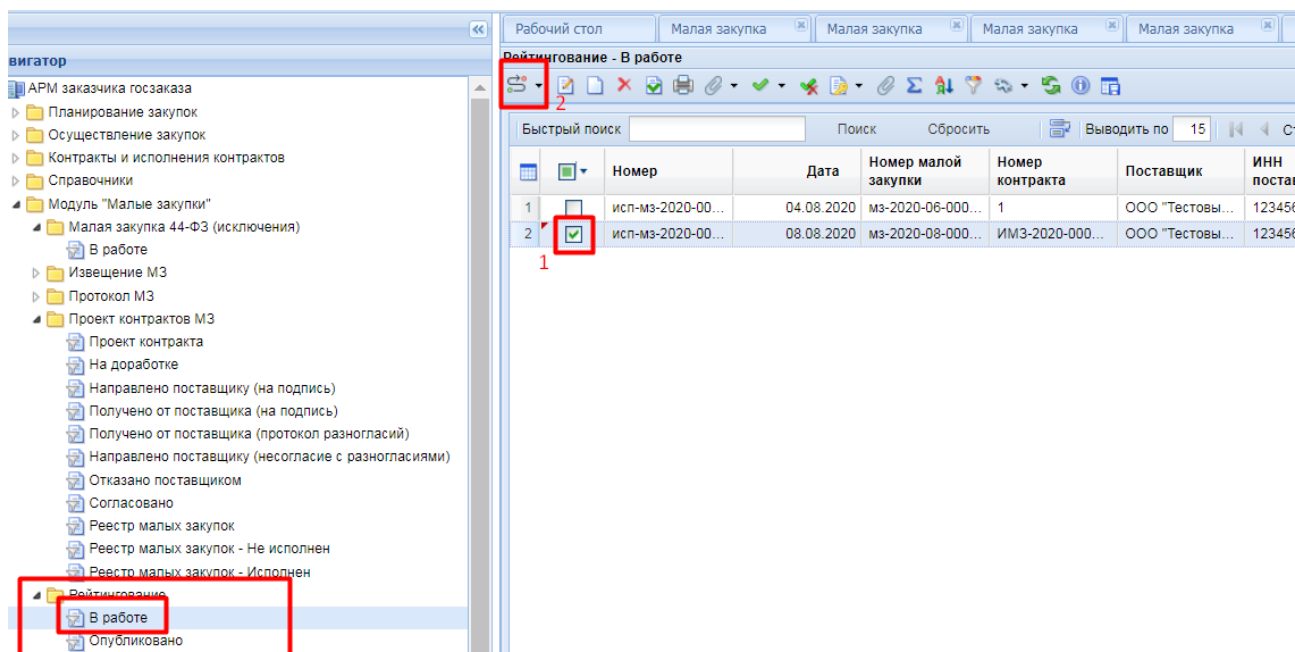 Рабочий стол Малая закупка Малая закупка Малая закупка Малая закупка
вигатор
Рейтингование - В работе
АРМ заказчика госзаказа
Планирование закупок
Осуществление закупок
Контракты и исполнения контрактов
Справочники
Модуль "Малые закупки"
Малая закупка 44-ФЗ (исключения)
В работе
Извещение МЗ
Протокол МЗ
Проект контрактов МЗ
Проект контракта
На доработке
Направлено поставщику (на подпись)
Получено от поставщика (на подпись)
Получено от поставщика (протокол разногласий)
Направлено поставщику (несогласие с разногласиями)
Отказано поставщиком
Согласовано
Реестр малых закупок
Реестр малых закупок - Не исполнен
Реестр малых закупок - Исполнен
Рейтингование
В работе
Опубликовано
2
Быстрый поиск Поиск Сбросить Выводить по 15 С
Номер Дата Номер малой закупки Номер контракта Поставщик ИНН постав
1 исп-мз-2020-00... 04.08.2020 мз-2020-06-000... 1 ООО "Тестовы... 123456
2 исп-мз-2020-00... 08.08.2020 мз-2020-08-000... ИМЗ-2020-000... ООО "Тестовы... 123456
1